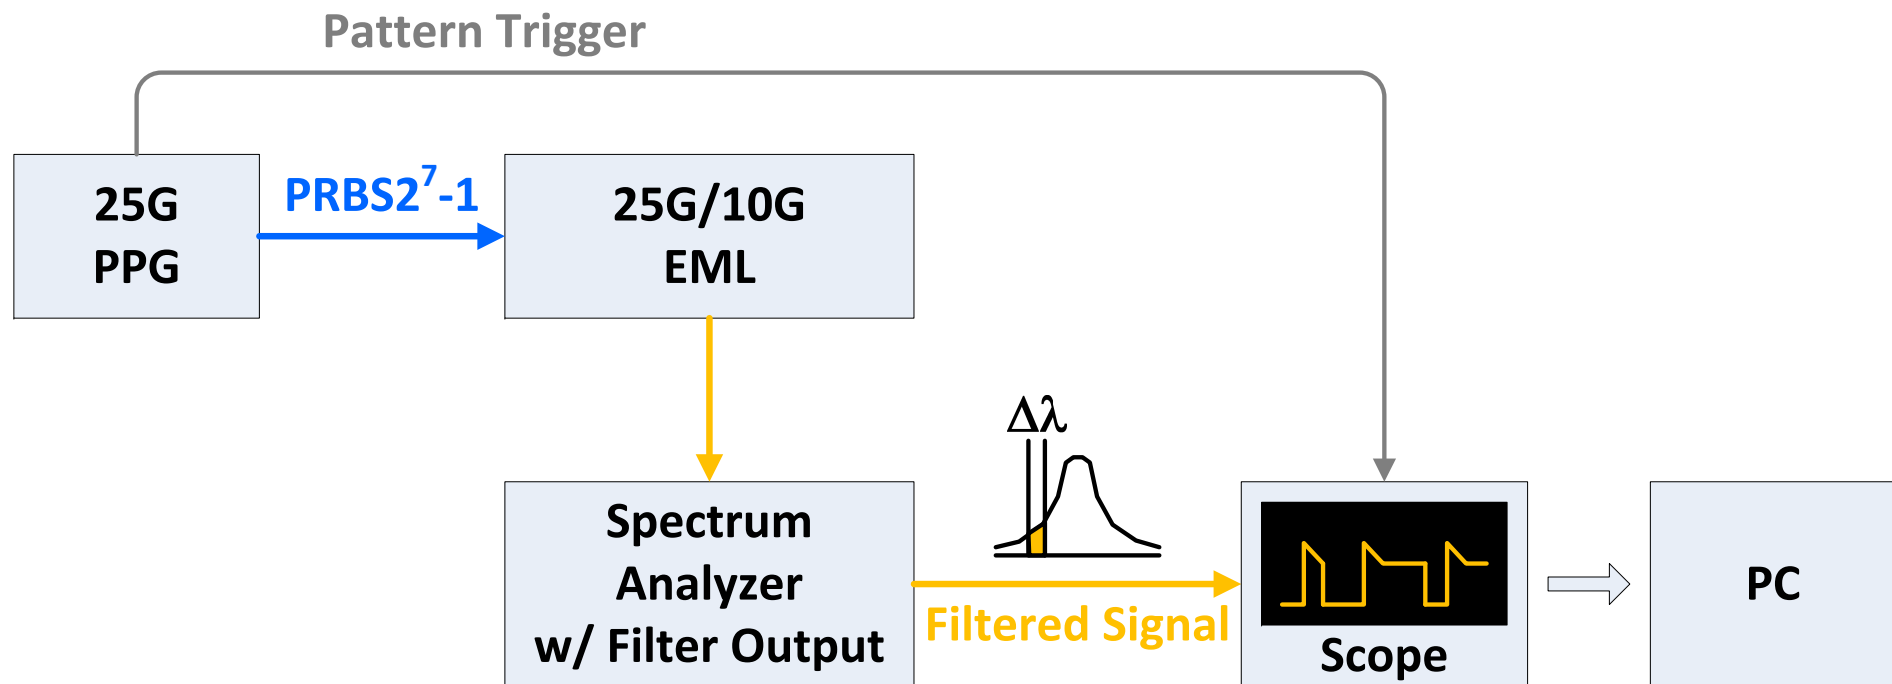 Pattern Trigger
25G
PPG
PRBS2⁷-1
25G/10G
EML
Δλ
Spectrum
Analyzer
w/ Filter Output
Filtered Signal
Scope
PC